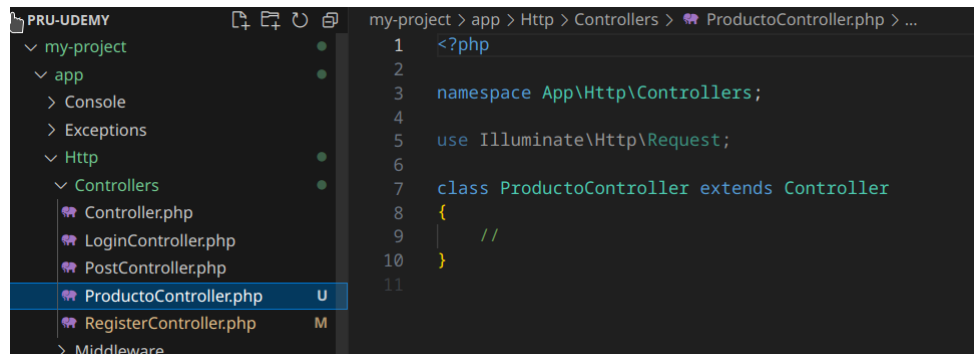 PRU-UDEMY
my-project
app
Console
Exceptions
Http
Controllers
Controller.php
LoginController.php
PostController.php
ProductoController.php U
RegisterController.php M
Middleware
my-project > app > Http > Controllers > ProductoController.php > ...
1 <?php
2
3 namespace App\Http\Controllers;
4
5 use Illuminate\Http\Request;
6
7 class ProductoController extends Controller
8 {
9 //
10 }
11